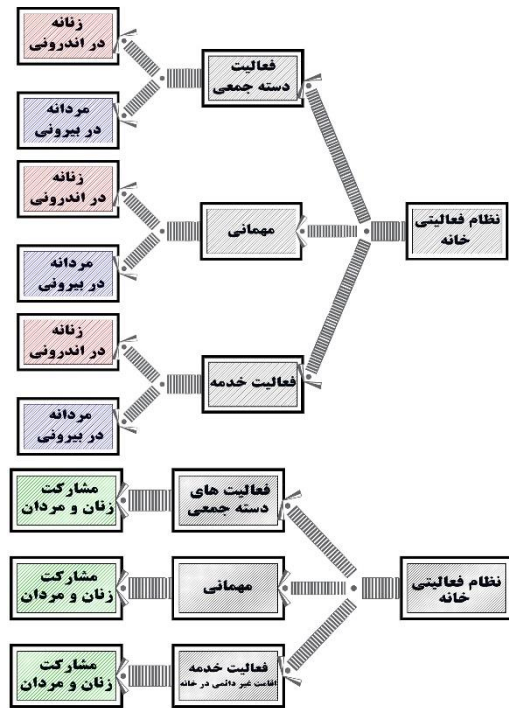 نظام فعالیتی
خانه
فعالیت
دسته جمعی
زنانه
در اندرونی
مردانه
در بیرونی
مهمانی
زنانه
در اندرونی
مردانه
در بیرونی
فعالیت خدمه
زنانه
در اندرونی
مردانه
در بیرونی
نظام فعالیتی
خانه
فعالیت های
دسته جمعی
مشارکت
زنان و مردان
مهمانی
مشارکت
زنان و مردان
فعالیت خدمه
اقامت غیر دائمی در خانه
مشارکت
زنان و مردان